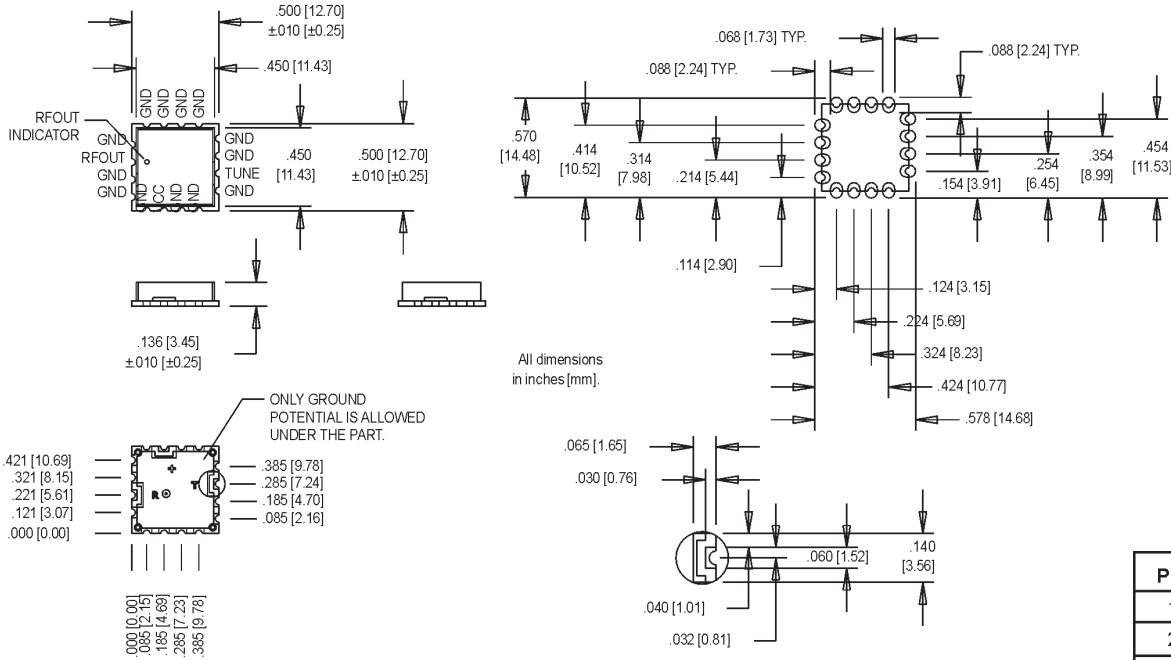 .500 [12.70]
±.010 [±0.25]
.450 [11.43]
GND
GND
GND
GND
RFOUT
INDICATOR
GND
RFOUT
GND
GND
GND
GND
TUNE
GND
ND
CC
ND
ND
.450
[11.43]
.500 [12.70]
±.010 [±0.25]
.136 [3.45]
±.010 [±0.25]
ONLY GROUND
POTENTIAL IS ALLOWED
UNDER THE PART.
.421 [10.69]
.321 [8.15]
.221 [5.61]
.121 [3.07]
.000 [0.00]
R
T
.385 [9.78]
.285 [7.24]
.185 [4.70]
.085 [2.16]
.000 [0.00]
.085 [2.15]
.185 [4.69]
.285 [7.23]
.385 [9.78]
.068 [1.73] TYP.
.088 [2.24] TYP.
.088 [2.24] TYP.
.570
[14.48]
.414
[10.52]
.314
[7.98]
.214 [5.44]
.114 [2.90]
.154 [3.91]
.254
[6.45]
.354
[8.99]
.454
[11.53]
.124 [3.15]
.224 [5.69]
.324 [8.23]
.424 [10.77]
.578 [14.68]
All dimensions
in inches [mm].
.065 [1.65]
.030 [0.76]
.060 [1.52]
.140
[3.56]
.040 [1.01]
.032 [0.81]
P
2